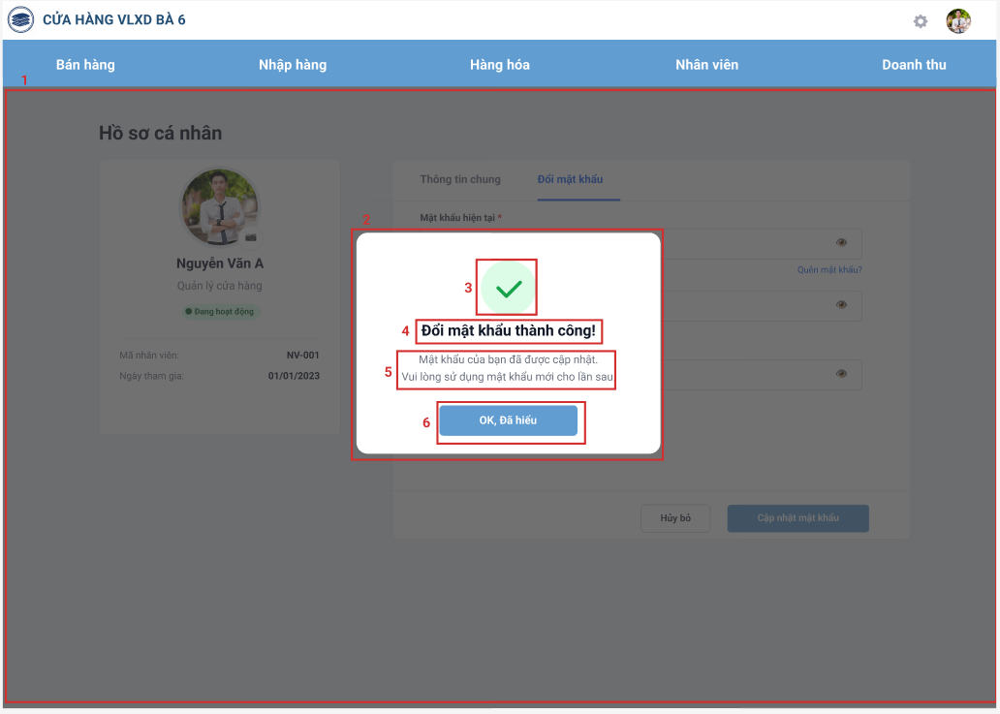 CỬA HÀNG VLXD BÀ 6
Bán hàng
Nhập hàng
Hàng hóa
Nhân viên
Doanh thu
1
Hồ sơ cá nhân
Thông tin chung
Đổi mật khẩu
Mật khẩu hiện tại *
2
Quên mật khẩu?
Nguyễn Văn A
Quản lý cửa hàng
Đang hoạt động
Mã nhân viên:
NV-001
Ngày tham gia:
01/01/2023
3
4
Đổi mật khẩu thành công!
5
Mật khẩu của bạn đã được cập nhật.
Vui lòng sử dụng mật khẩu mới cho lần sau
6
OK, Đã hiểu
Hủy bỏ
Cập nhật mật khẩu